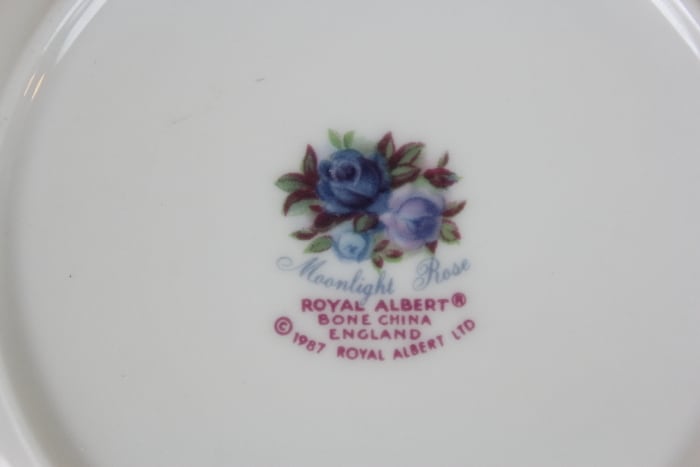 Moonlight Rose
ROYAL ALBERT®
BONE CHINA
ENGLAND
© 1987 ROYAL ALBERT LTD